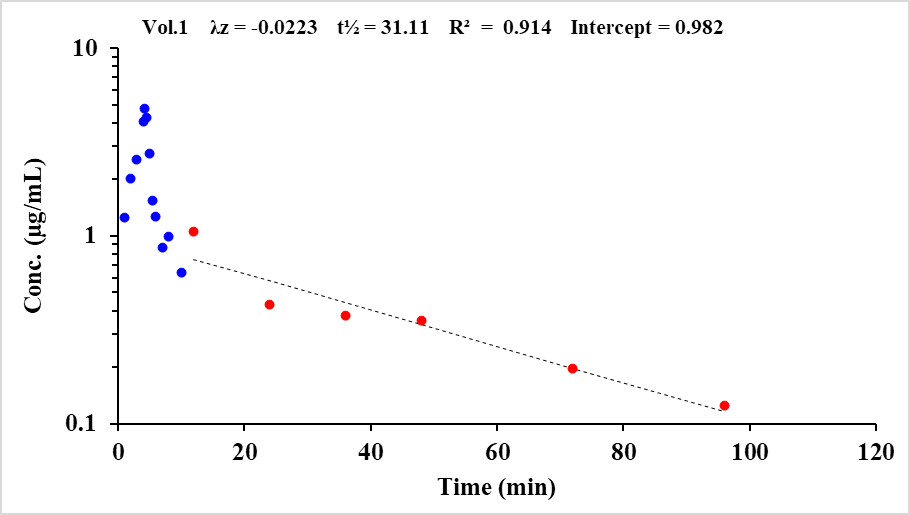 Vol.1 λz = -0.0223 t½ = 31.11 R² = 0.914 Intercept = 0.982
10
1
0.1
Conc. (µg/mL)
0 20 40 60 80 100 120
Time (min)